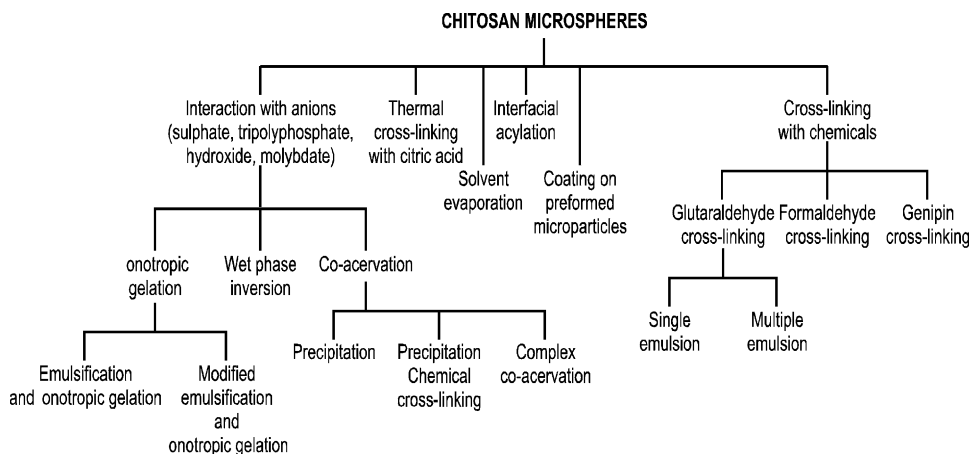 CHITOSAN MICROSPHERES
Interaction with anions
(sulphate, tripolyphosphate,
hydroxide, molybdate)
Thermal
cross-linking
with citric acid
Solvent
evaporation
Interfacial
acylation
Coating on
preformed
microparticles
Cross-linking
with chemicals
onotropic
gelation
Wet phase
inversion
Co-acervation
Glutaraldehyde
cross-linking
Formaldehyde
cross-linking
Genipin
cross-linking
Emulsification
and onotropic gelation
Modified
emulsification
and
onotropic gelation
Precipitation
Precipitation
Chemical
cross-linking
Complex
co-acervation
Single
emulsion
Multiple
emulsion